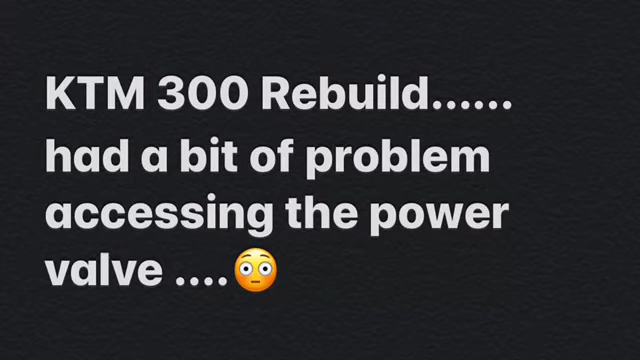 KTM 300 Rebuild......
had a bit of problem
accessing the power
valve ....😳